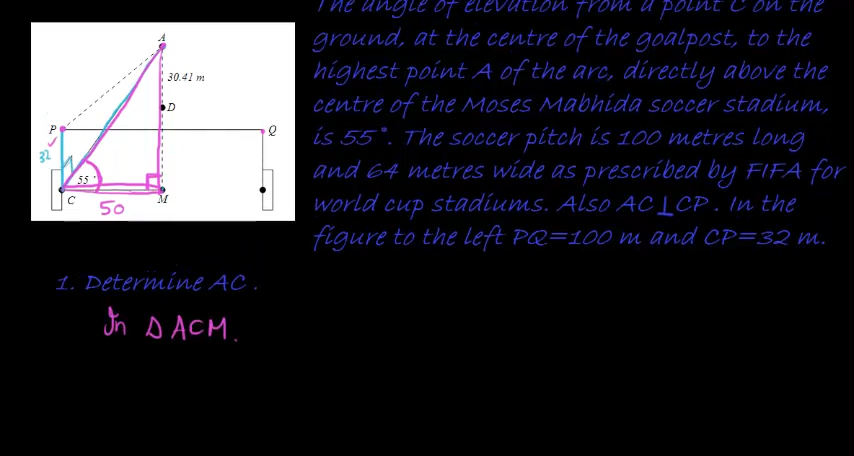 The angle of elevation from a point C on the
ground, at the centre of the goalpost, to the
highest point A of the arc, directly above the
centre of the Moses Mabhida soccer stadium,
is 55°. The soccer pitch is 100 metres long
and 64 metres wide as prescribed by FIFA for
world cup stadiums. Also AC⊥CP. In the
figure to the left PQ=100 m and CP=32 m.
A
30.41 m
D
P
Q
32
55°
C
M
50
1. Determine AC.
In Δ ACM.